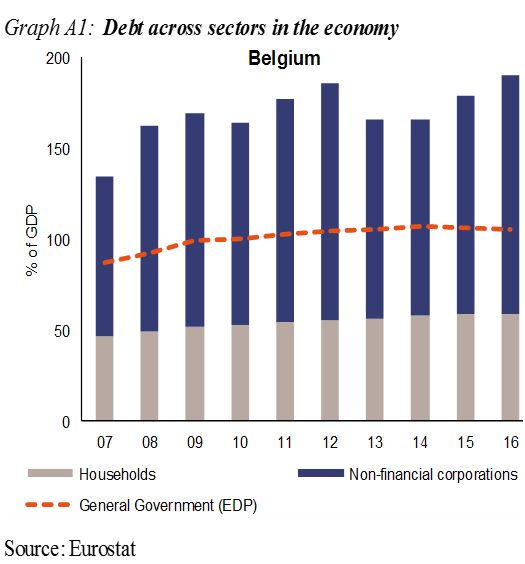 Graph A1: Debt across sectors in the economy
Belgium
200
150
100
50
0
% of GDP
07 08 09 10 11 12 13 14 15 16
Households
Non-financial corporations
General Government (EDP)
Source: Eurostat